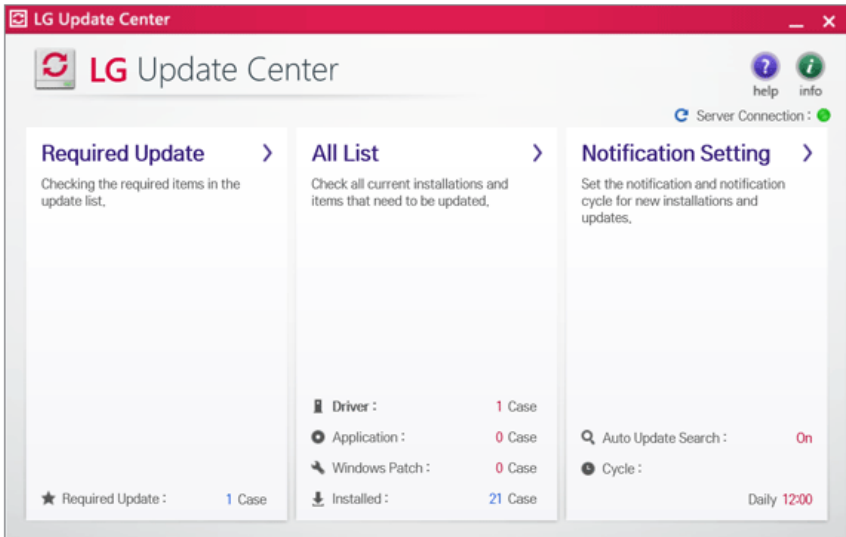 LG Update Center
LG Update Center
help
info
Server Connection :
Required Update
Checking the required items in the
update list,
Required Update : 1 Case
All List
Check all current installations and
items that need to be updated,
Driver : 1 Case
Application : 0 Case
Windows Patch : 0 Case
Installed : 21 Case
Notification Setting
Set the notification and notification
cycle for new installations and
updates,
Auto Update Search : On
Cycle :
Daily 12:00